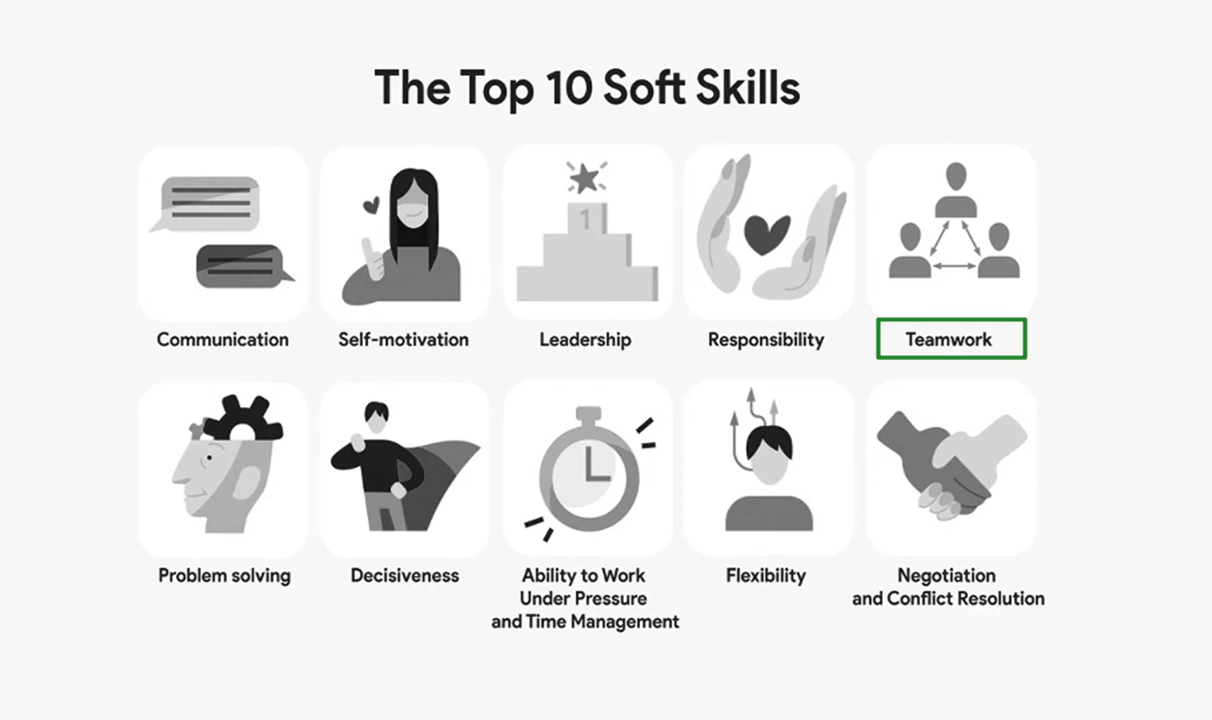 The Top 10 Soft Skills
1
Communication
Self-motivation
Leadership
Responsibility
Teamwork
Problem solving
Decisiveness
Ability to Work
Under Pressure
and Time Management
Flexibility
Negotiation
and Conflict Resolution